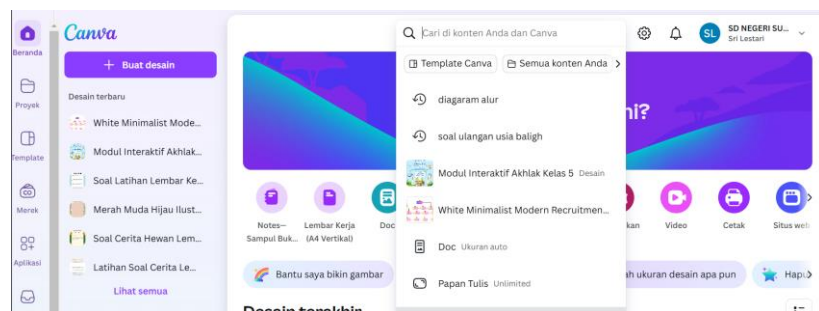 Beranda
Proyek
Template
Merek
Aplikasi
Canva
+ Buat desain
Desain terbaru
White Minimalist Mode...
Modul Interaktif Akhlak...
Soal Latihan Lembar Ke...
Merah Muda Hijau Ilust...
Soal Cerita Hewan Lem...
Latihan Soal Cerita Le...
Lihat semua
Cari di konten Anda dan Canva
Template Canva
Semua konten Anda
diagaram alur
soal ulangan usia baligh
Modul Interaktif Akhlak Kelas 5 Desain
White Minimalist Modern Recruitmen...
Doc Ukuran auto
Papan Tulis Unlimited
SL
SD NEGERI SU...
Sri Lestari
ni?
Notes—
Sampul Buk...
Lembar Kerja
(A4 Vertikal)
Doc
kan
Video
Cetak
Situs web
Bantu saya bikin gambar
ah ukuran desain apa pun
Hapu
Desain terakhir